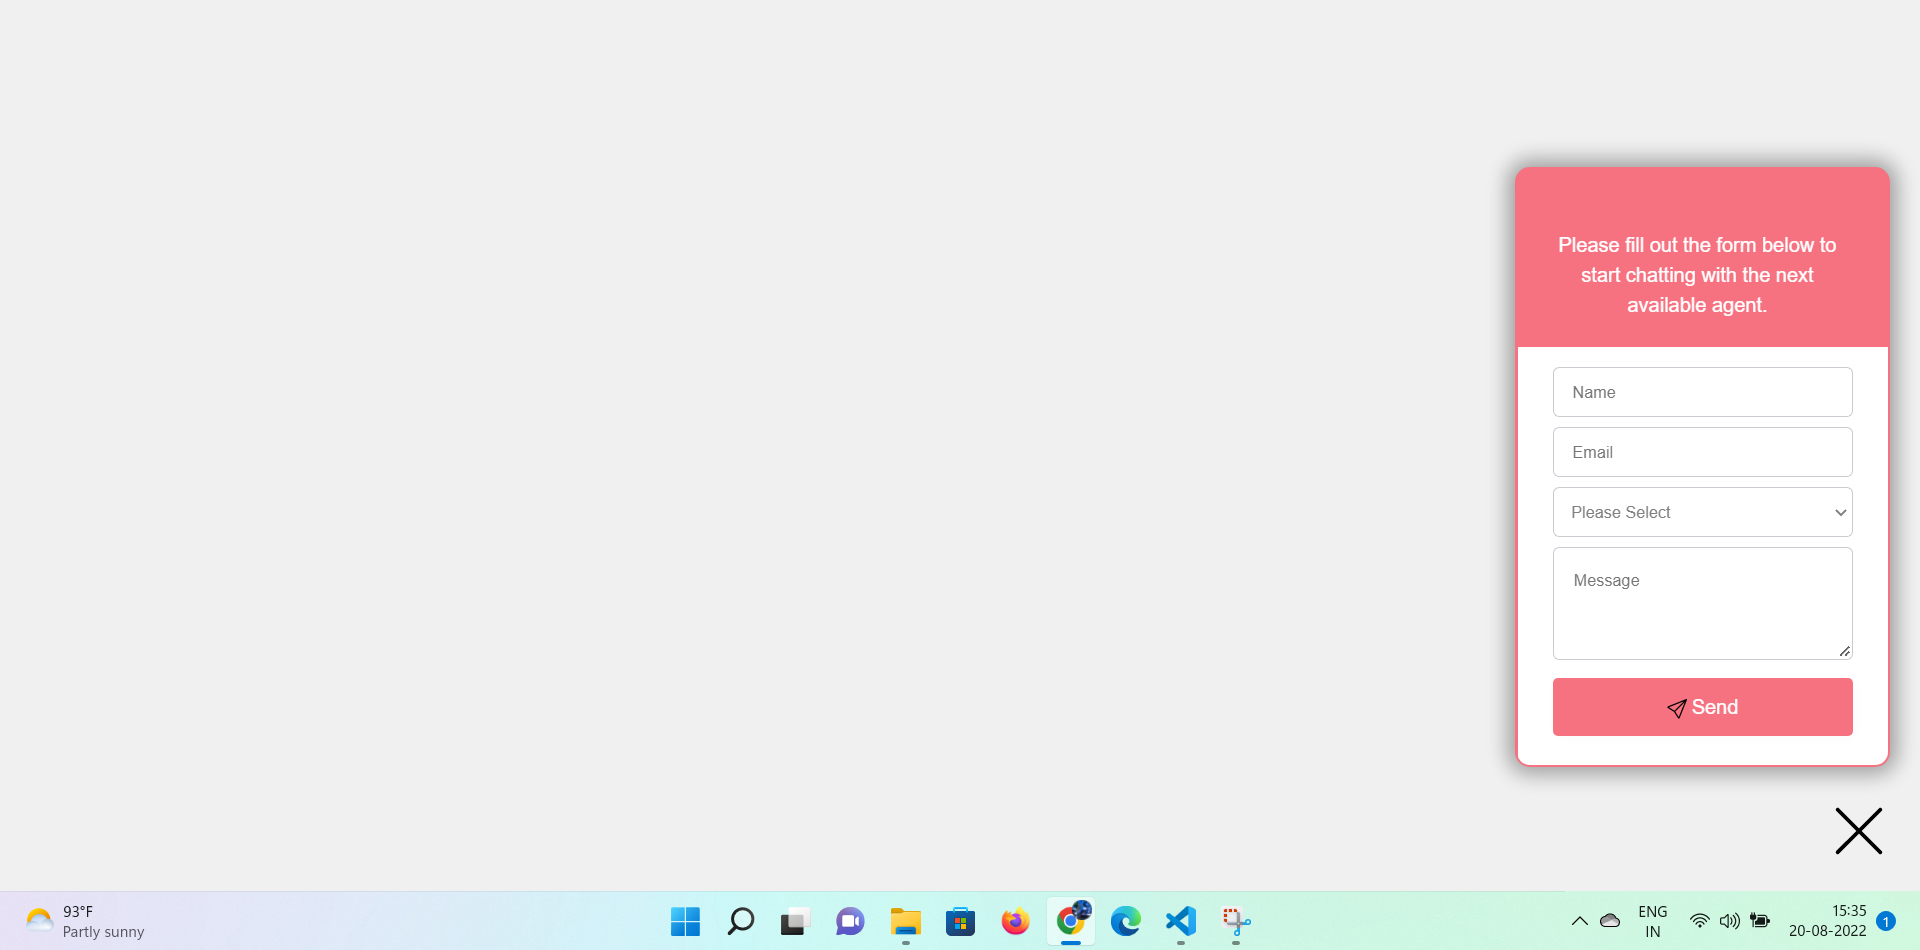 Please fill out the form below to
start chatting with the next
available agent.
Name
Email
Please Select
Message
Send
93°F
Partly sunny
ENG
IN
15:35
20-08-2022
1